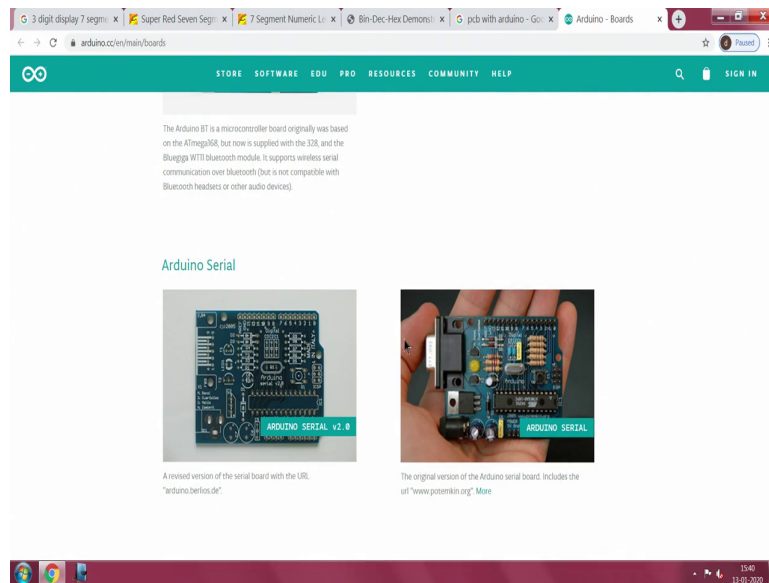 3 digit display 7 segme
Super Red Seven Segm
7 Segment Numeric Le
Bin-Dec-Hex Demonst
pcb with arduino - Goo
Arduino - Boards
arduino.cc/en/main/boards
Paused
STORE SOFTWARE EDU PRO RESOURCES COMMUNITY HELP
SIGN IN
The Arduino BT is a microcontroller board originally was based
on the ATmega168, but now is supplied with the 328, and the
Bluegiga WT11 bluetooth module. It supports wireless serial
communication over bluetooth (but is not compatible with
Bluetooth headsets or other audio devices).
Arduino Serial
Arduino
serial v2.0
ARDUINO SERIAL v2.0
Arduino
ARDUINO SERIAL
A revised version of the serial board with the URL
"arduino.berlios.de".
The original version of the Arduino serial board. Includes the
url "www.potemkin.org". More
15:40
13-01-2020